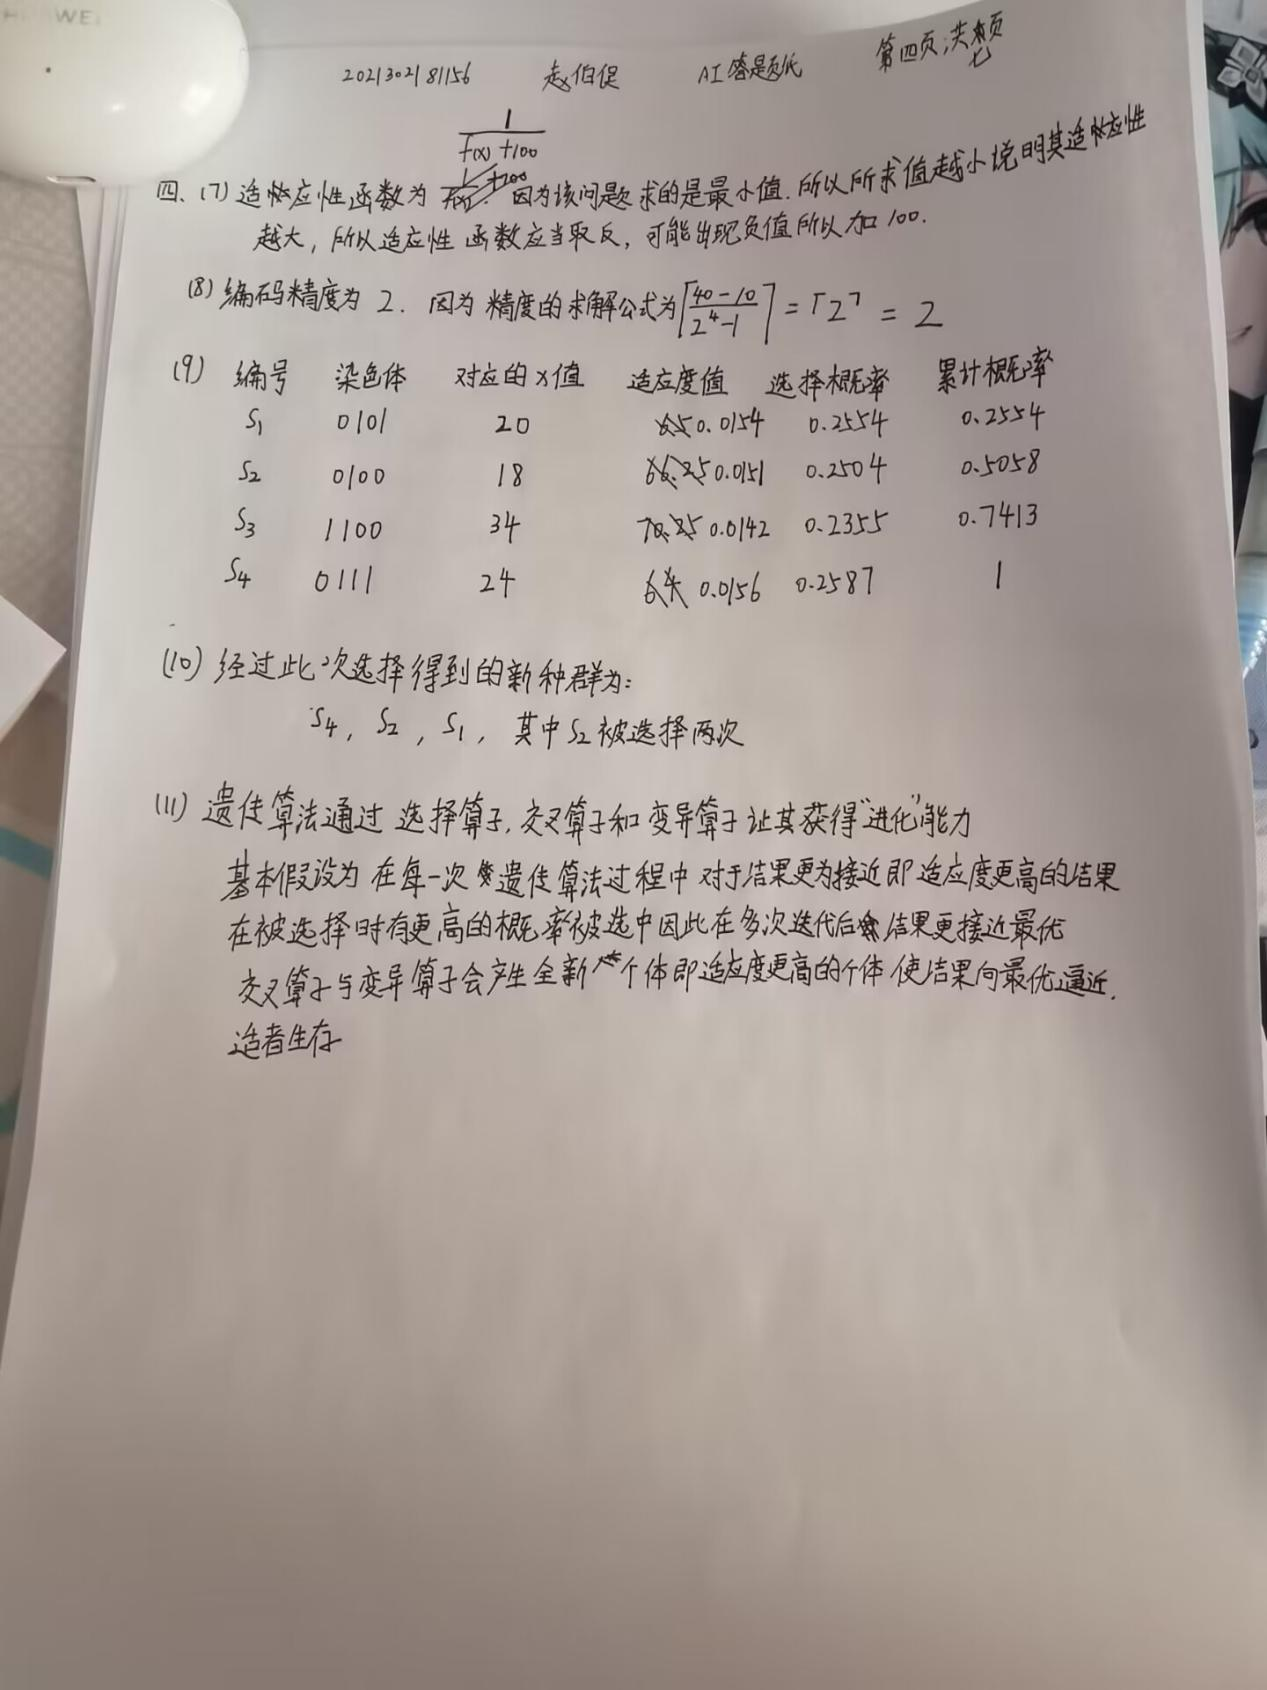 HUAWEI
2021302181156 赵伯俣 AI答题纸 第四页,共七页
1
f(x)+100
四、(7) 适应性函数为 因为该问题求的是最小值.所以所求值越小说明其适应性
越大,所以适应性函数应当取反,可能出现负值所以加100.
(8) 编码精度为 2. 因为精度的求解公式为⌈(40-10)/(2^4-1)⌉=⌈2⌉=2
(9) 编号 染色体 对应的x值 适应度值 选择概率 累计概率
S1 0101 20 0.0154 0.2554 0.2554
S2 0100 18 0.0151 0.2504 0.5058
S3 1100 34 0.0142 0.2355 0.7413
S4 0111 24 0.0156 0.2587 1
(10) 经过此次选择得到的新种群为:
S4, S2, S1, 其中S2被选择两次
(11) 遗传算法通过选择算子,交叉算子和变异算子让其获得“进化”能力
基本假设为在每一次遗传算法过程中对于结果更为接近即适应度更高的结果
在被选择时有更高的概率被选中因此在多次迭代后结果更接近最优
交叉算子与变异算子会产生全新个体即适应度更高的个体使结果向最优逼近.
适者生存